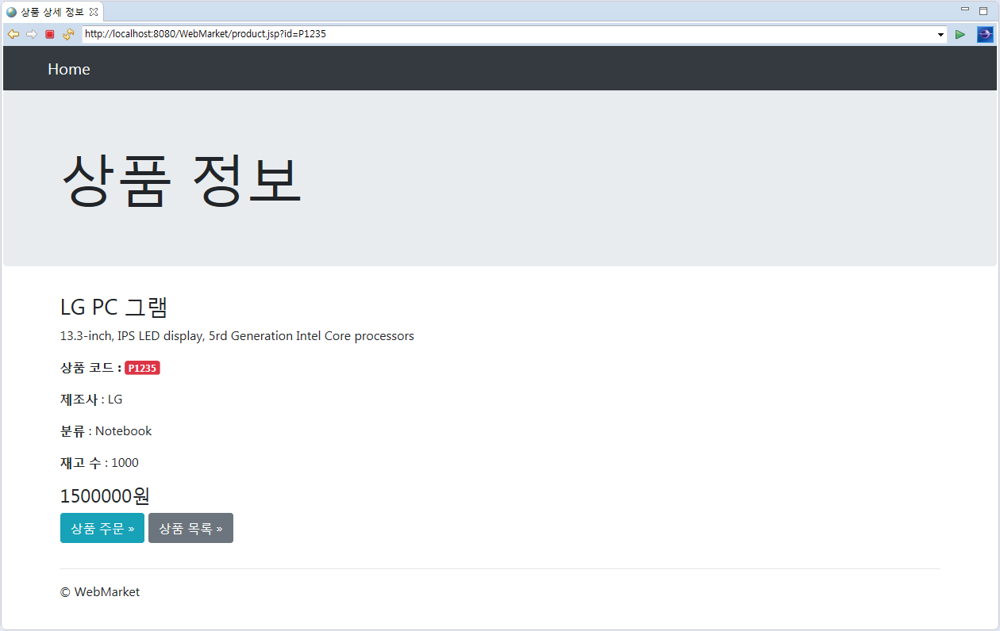 상품 상세 정보
http://localhost:8080/WebMarket/product.jsp?id=P1235
Home
상품 정보
LG PC 그램
13.3-inch, IPS LED display, 5rd Generation Intel Core processors
상품 코드 : P1235
제조사 : LG
분류 : Notebook
재고 수 : 1000
1500000원
상품 주문 » 상품 목록 »
© WebMarket